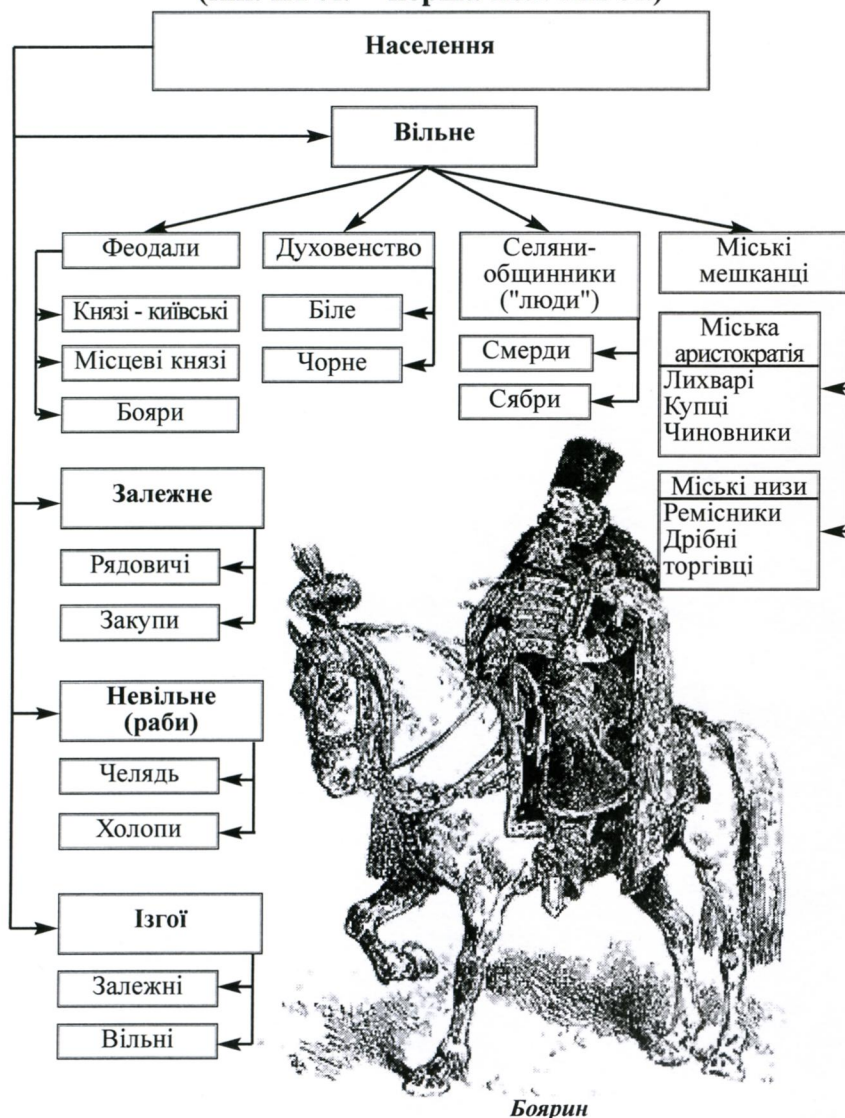 Населення
Вільне
Феодали
Князі - київські
Місцеві князі
Бояри
Духовенство
Біле
Чорне
Селяни-
общинники
("люди")
Смерди
Сябри
Міські
мешканці
Міська
аристократія
Лихварі
Купці
Чиновники
Міські низи
Ремісники
Дрібні
торгівці
Залежне
Рядовичі
Закупи
Невільне
(раби)
Челядь
Холопи
Ізгої
Залежні
Вільні
Боярин